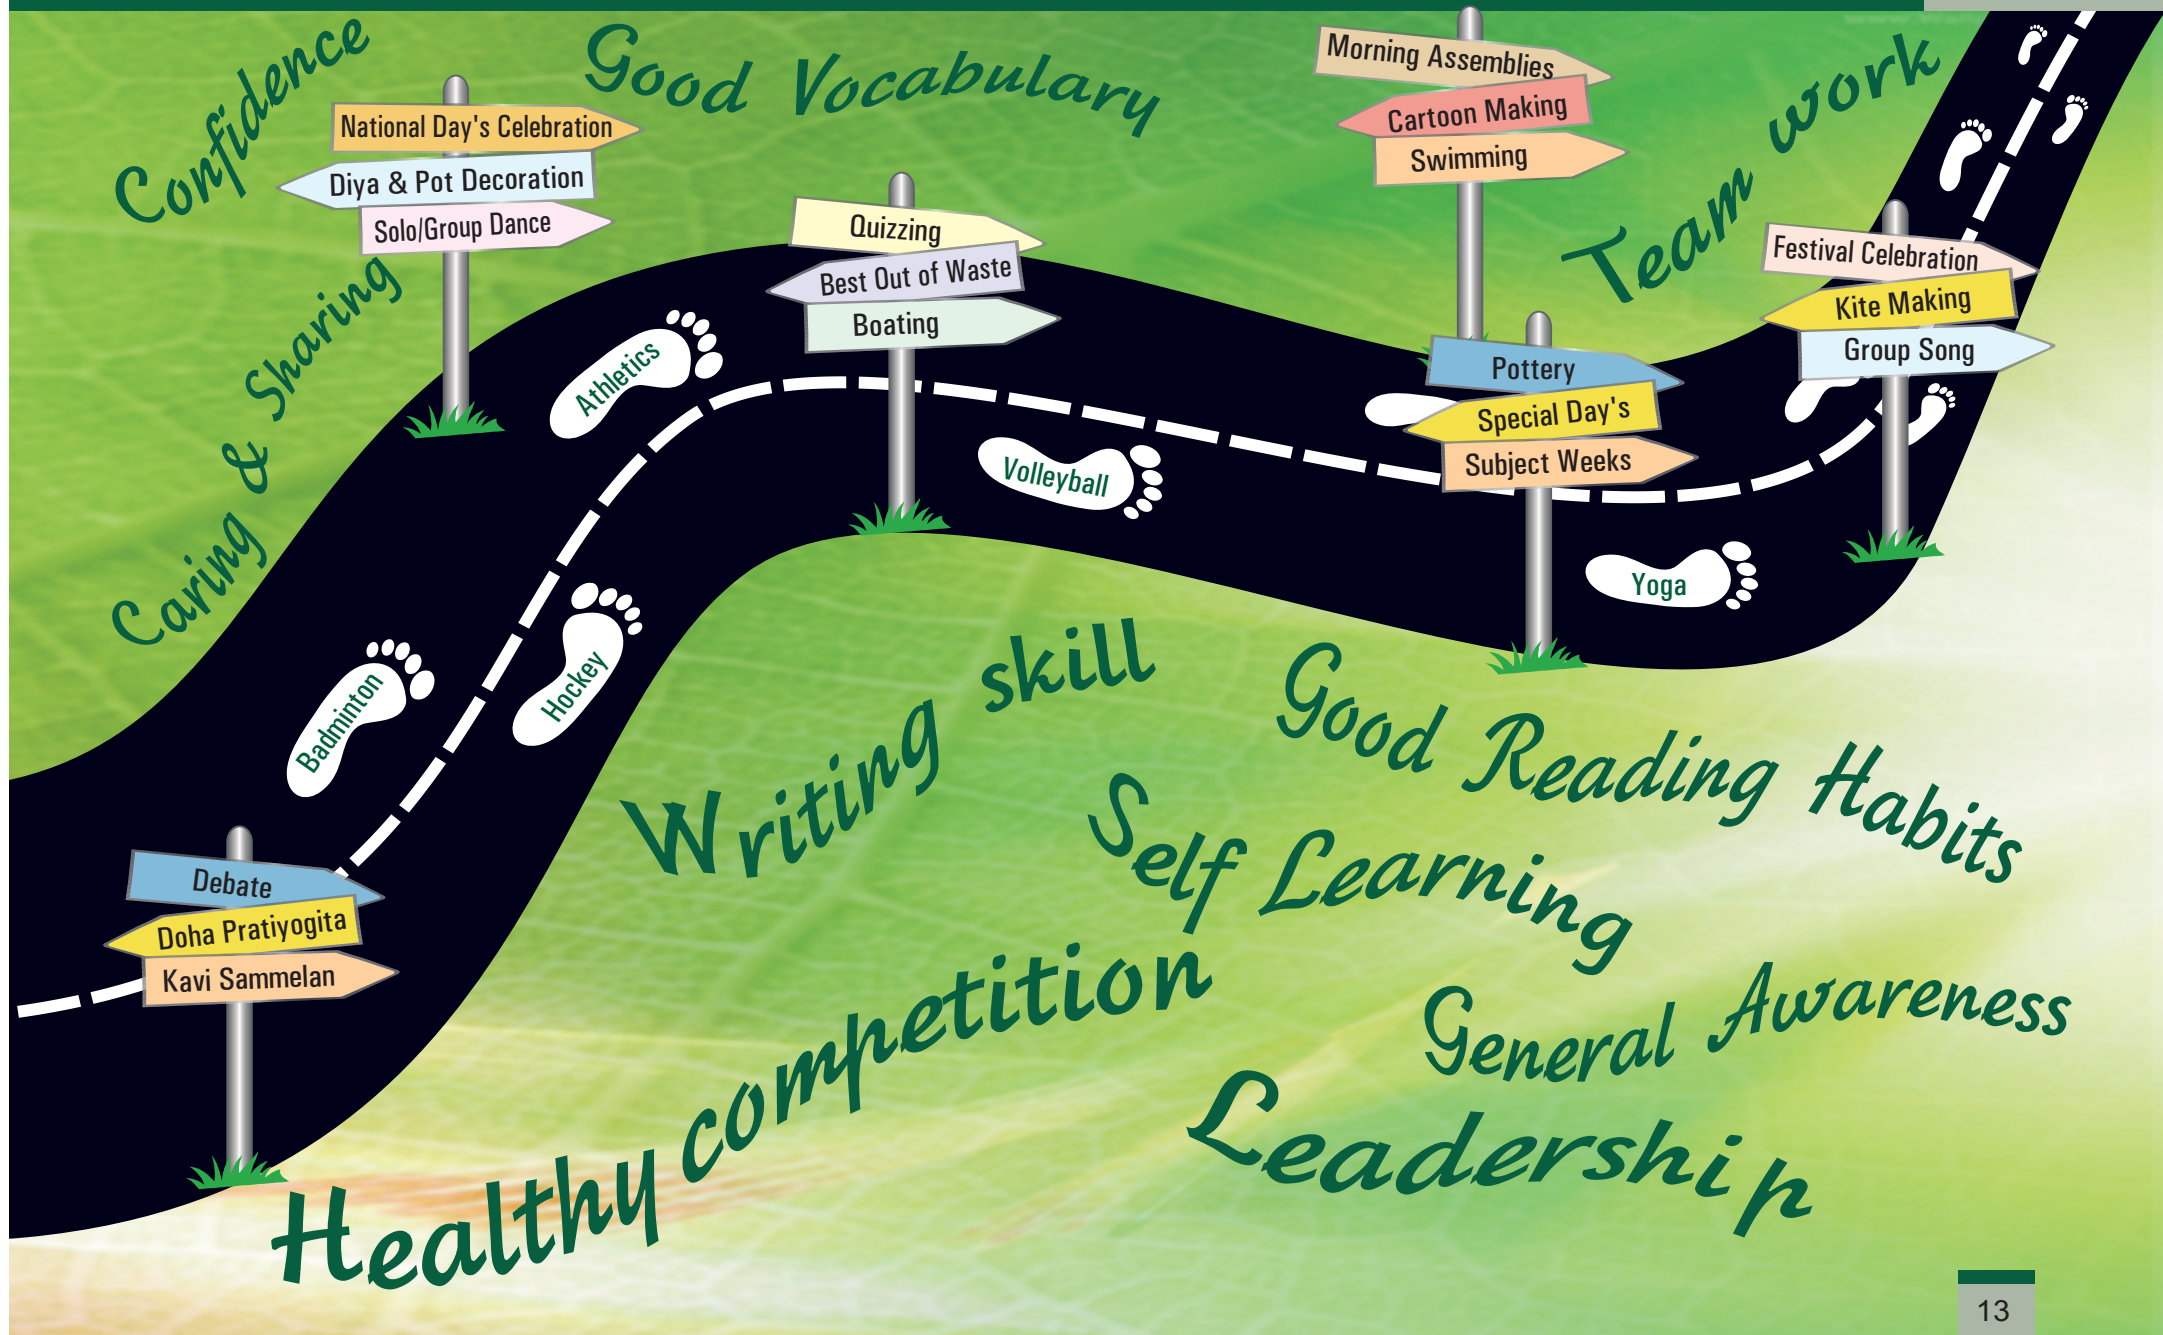 Confidence
Good Vocabulary
Team work
Caring & Sharing
National Day's Celebration
Diya & Pot Decoration
Solo/Group Dance
Quizzing
Best Out of Waste
Boating
Morning Assemblies
Cartoon Making
Swimming
Festival Celebration
Kite Making
Group Song
Pottery
Special Day's
Subject Weeks
Athletics
Volleyball
Yoga
Hockey
Badminton
Debate
Doha Pratiyogita
Kavi Sammelan
Writing skill
Good Reading Habits
Self Learning
Healthy competition
General Awareness
Leadership
13